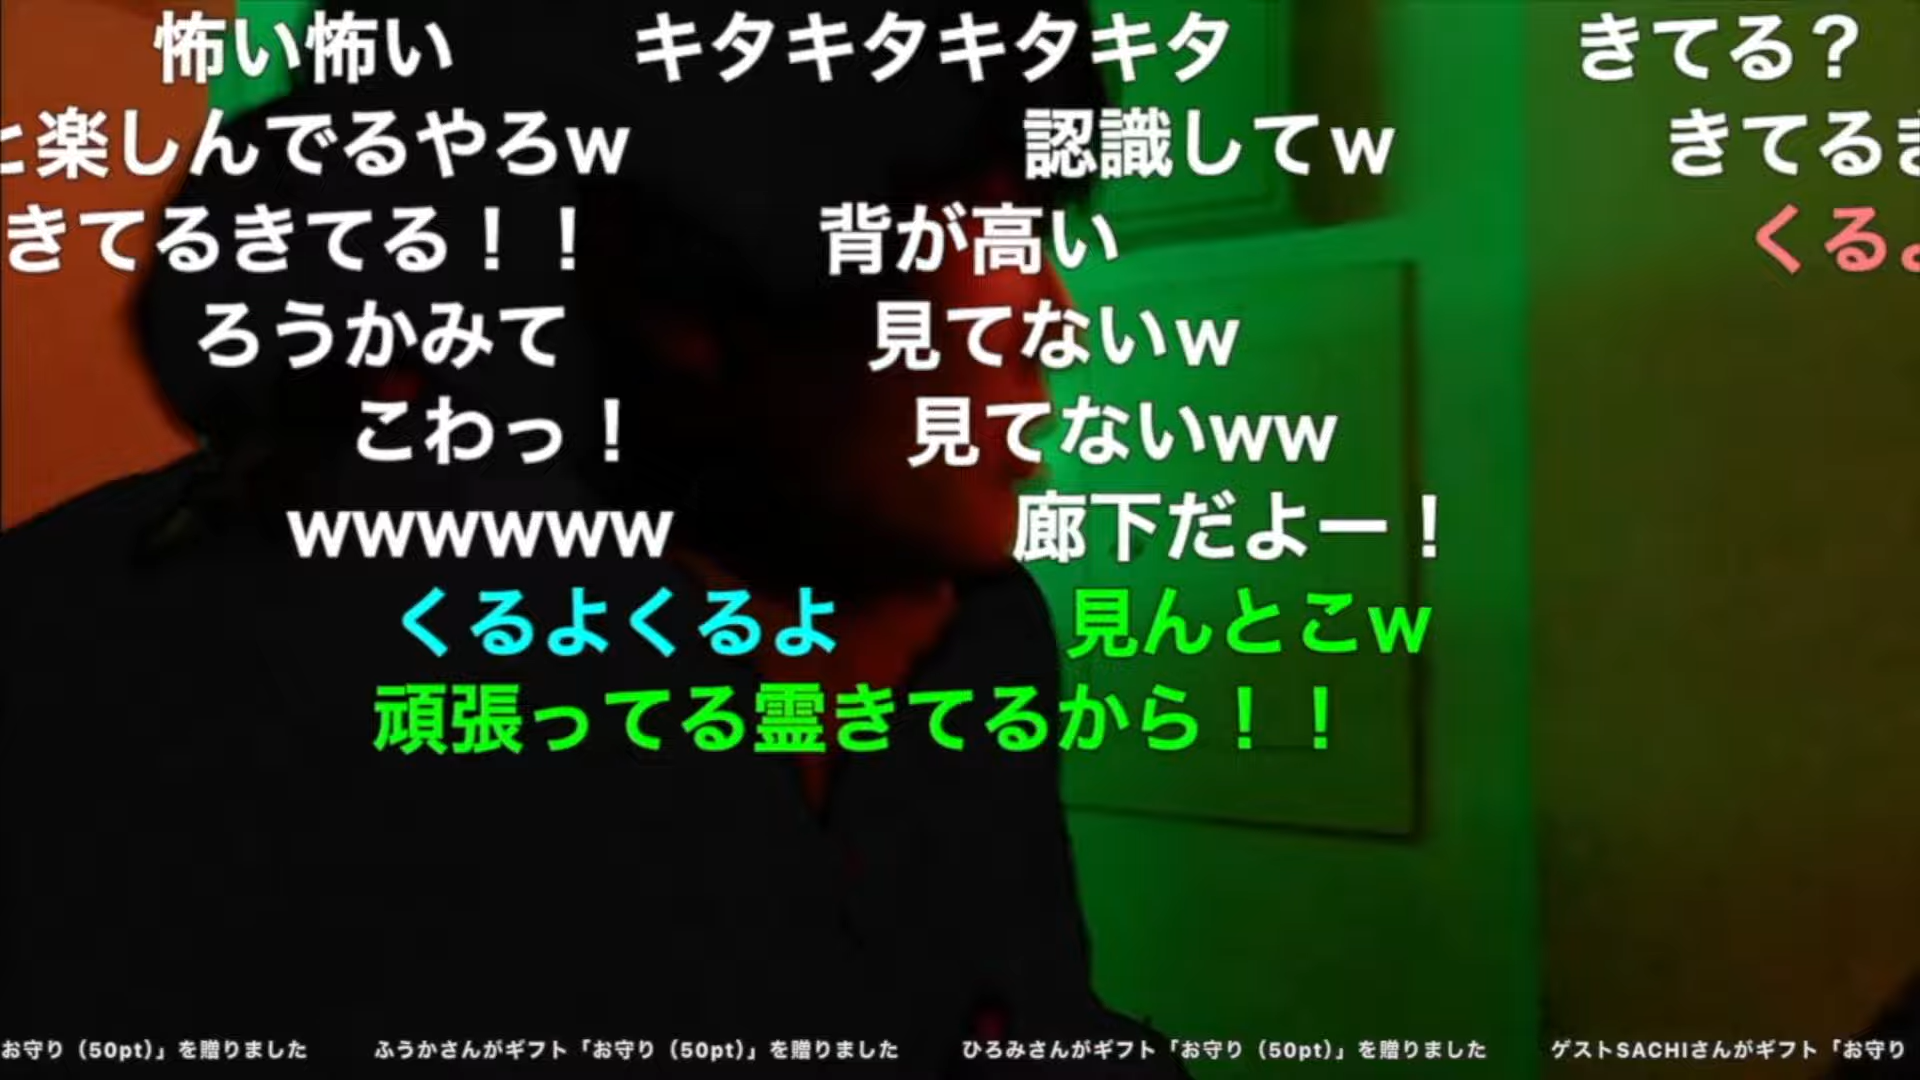 怖い怖い キタキタキタキタ きてる？
と楽しんでるやろw 認識してw きてるき
きてるきてる！！ 背が高い くるよ
ろうかみて 見てないw
こわっ！ 見てないww
wwwwww 廊下だよー！
くるよくるよ 見んとこw
頑張ってる霊きてるから！！
お守り（50pt）」を贈りました ふうかさんがギフト「お守り（50pt）」を贈りました ひろみさんがギフト「お守り（50pt）」を贈りました ゲストSACHIさんがギフト「お守り